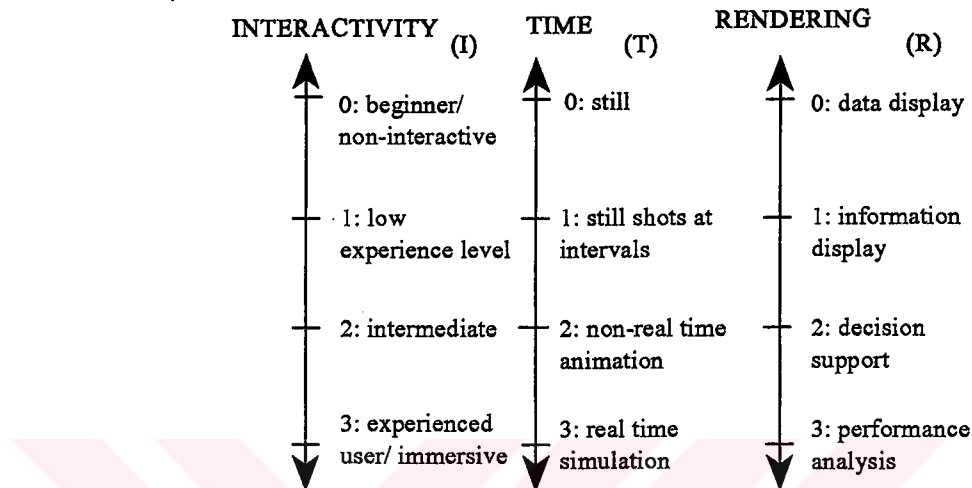 INTERACTIVITY (I)
0: beginner/
non-interactive
1: low
experience level
2: intermediate
3: experienced
user/ immersive
TIME (T)
0: still
1: still shots at
intervals
2: non-real time
animation
3: real time
simulation
RENDERING (R)
0: data display
1: information
display
2: decision
support
3: performance
analysis